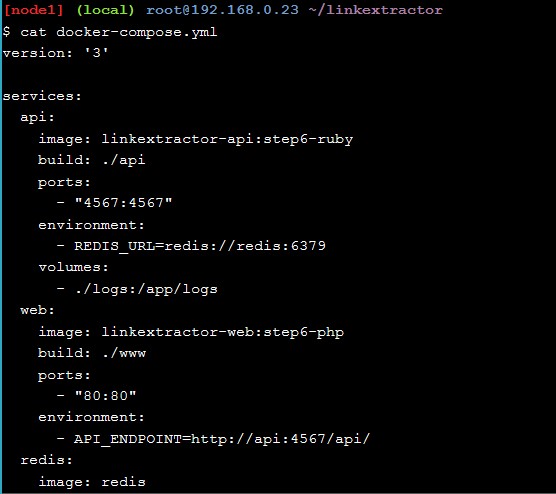 [node1] (local) root@192.168.0.23 ~/linkextractor
$ cat docker-compose.yml
version: '3'

services:
  api:
    image: linkextractor-api:step6-ruby
    build: ./api
    ports:
      - "4567:4567"
    environment:
      - REDIS_URL=redis://redis:6379
    volumes:
      - ./logs:/app/logs
  web:
    image: linkextractor-web:step6-php
    build: ./www
    ports:
      - "80:80"
    environment:
      - API_ENDPOINT=http://api:4567/api/
  redis:
    image: redis